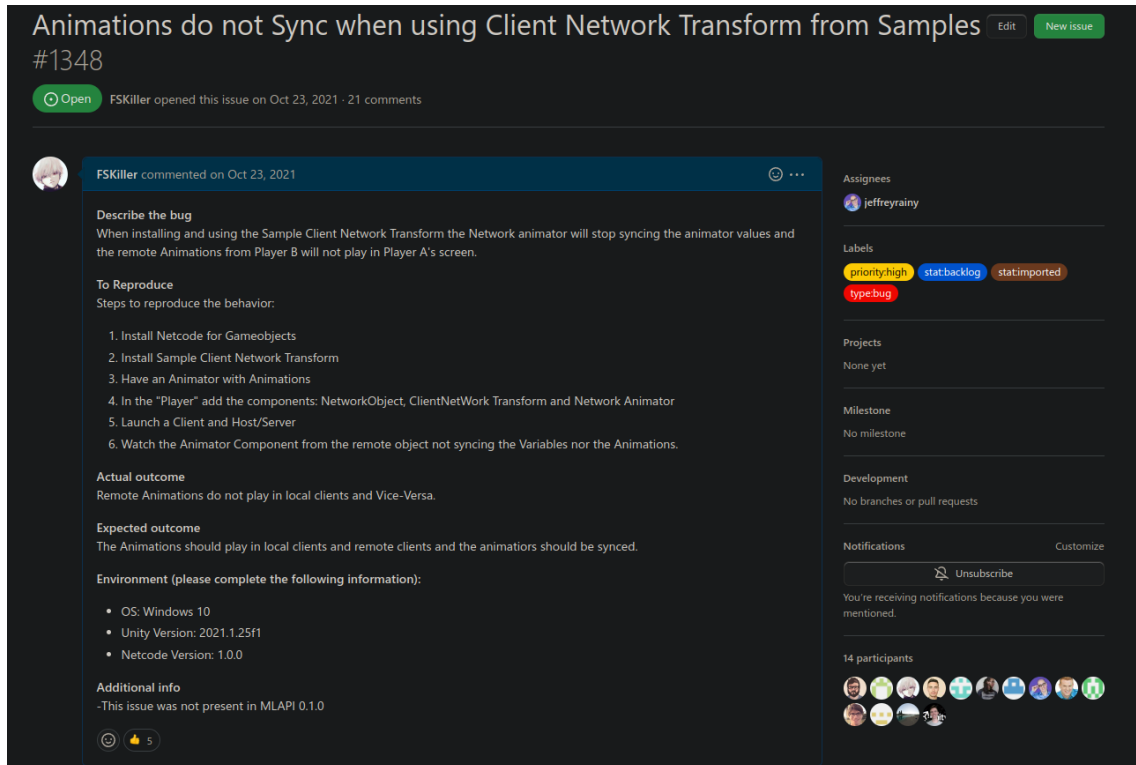 Animations do not Sync when using Client Network Transform from Samples
Edit
New issue
#1348
Open
FSKiller opened this issue on Oct 23, 2021 · 21 comments
FSKiller commented on Oct 23, 2021
Describe the bug
When installing and using the Sample Client Network Transform the Network animator will stop syncing the animator values and
the remote Animations from Player B will not play in Player A's screen.
To Reproduce
Steps to reproduce the behavior:
1. Install Netcode for Gameobjects
2. Install Sample Client Network Transform
3. Have an Animator with Animations
4. In the "Player" add the components: NetworkObject, ClientNetWork Transform and Network Animator
5. Launch a Client and Host/Server
6. Watch the Animator Component from the remote object not syncing the Variables nor the Animations.
Actual outcome
Remote Animations do not play in local clients and Vice-Versa.
Expected outcome
The Animations should play in local clients and remote clients and the animatiors should be synced.
Environment (please complete the following information):
• OS: Windows 10
• Unity Version: 2021.1.25f1
• Netcode Version: 1.0.0
Additional info
-This issue was not present in MLAPI 0.1.0
5
Assignees
jeffreyrainy
Labels
priority:high stat:backlog stat:imported
type:bug
Projects
None yet
Milestone
No milestone
Development
No branches or pull requests
Notifications
Customize
Unsubscribe
You're receiving notifications because you were
mentioned.
14 participants